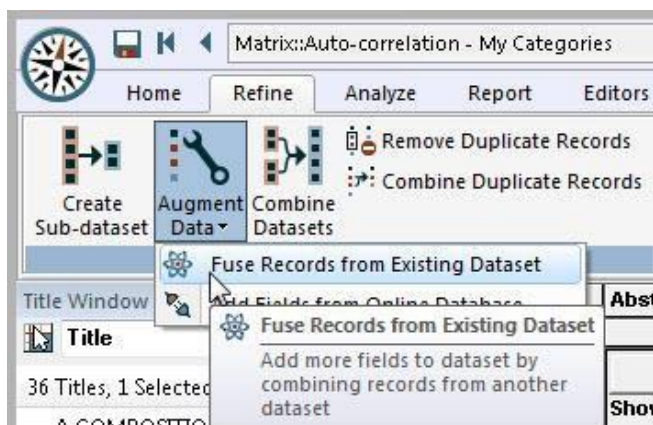 Matrix::Auto-correlation - My Categories
Home Refine Analyze Report Editors
Create Sub-dataset
Augment Data
Combine Datasets
Remove Duplicate Records
Combine Duplicate Records
Fuse Records from Existing Dataset
Add Fields from Online Database
Title Window
Abst
Title
Fuse Records from Existing Dataset
Add more fields to dataset by
combining records from another
dataset
36 Titles, 1 Selected
Show